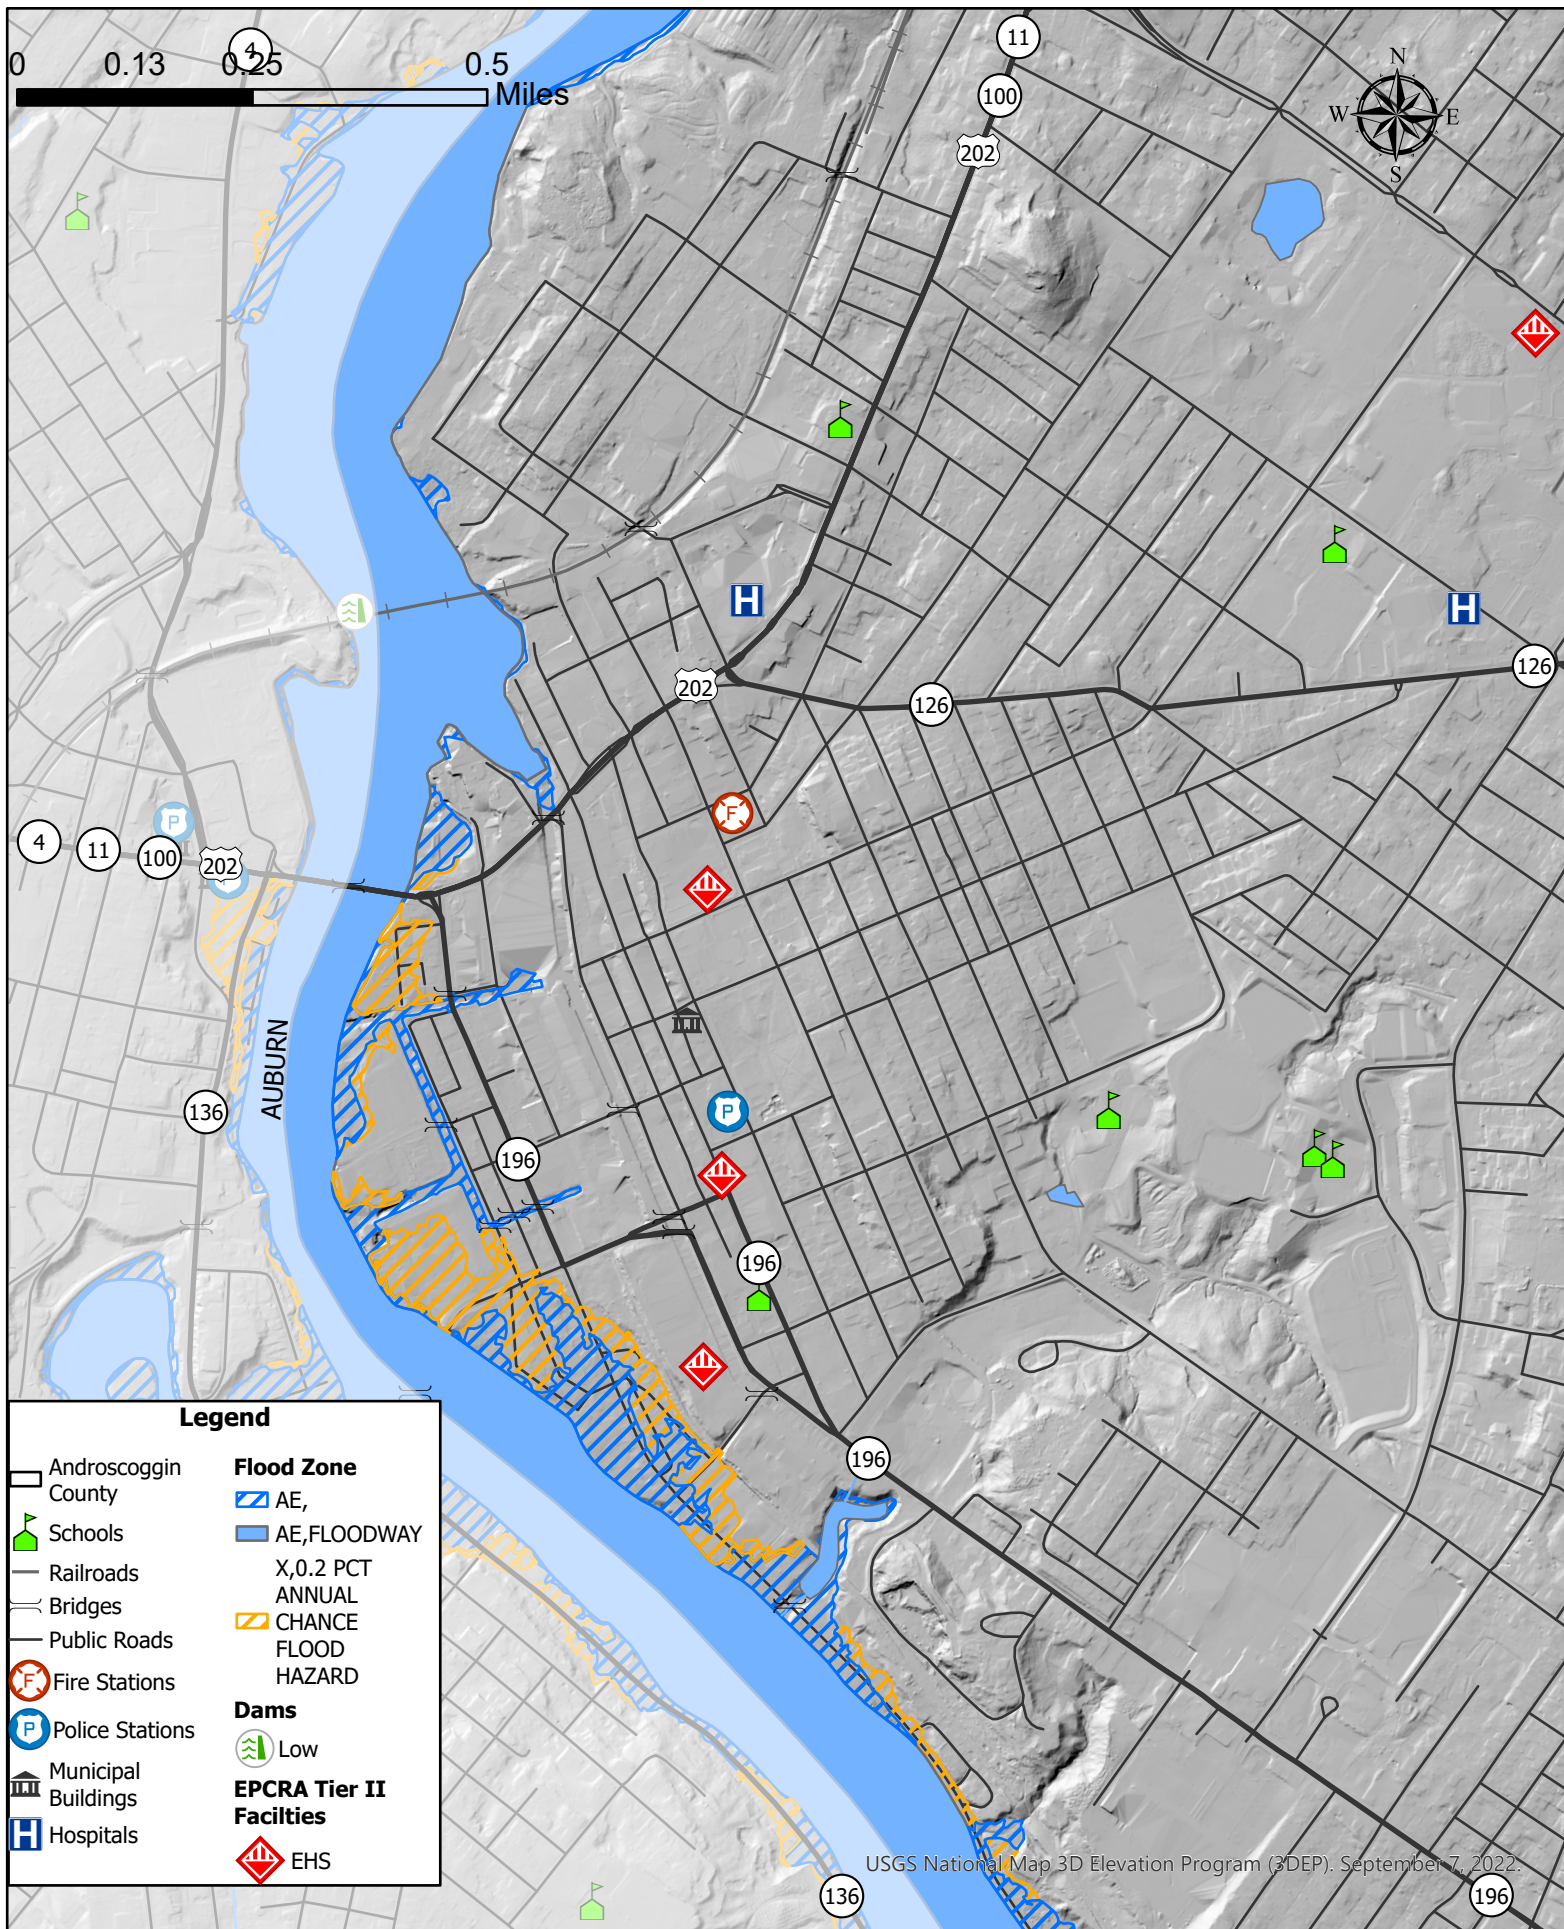 0 0.13 0.25 0.5
Miles
4
11
100
202
N
W E
S
202
126
126
4
11
100
202
P
P
F
H
H
AUBURN
136
P
196
196
196
Legend
Androscoggin
County
Schools
Railroads
Bridges
Public Roads
F Fire Stations
P Police Stations
Municipal
Buildings
H Hospitals
Flood Zone
AE,
AE,FLOODWAY
X,0.2 PCT
ANNUAL
CHANCE
FLOOD
HAZARD
Dams
Low
EPCRA Tier II
Facilties
EHS
USGS National Map 3D Elevation Program (3DEP). September 7, 2022.
136
196